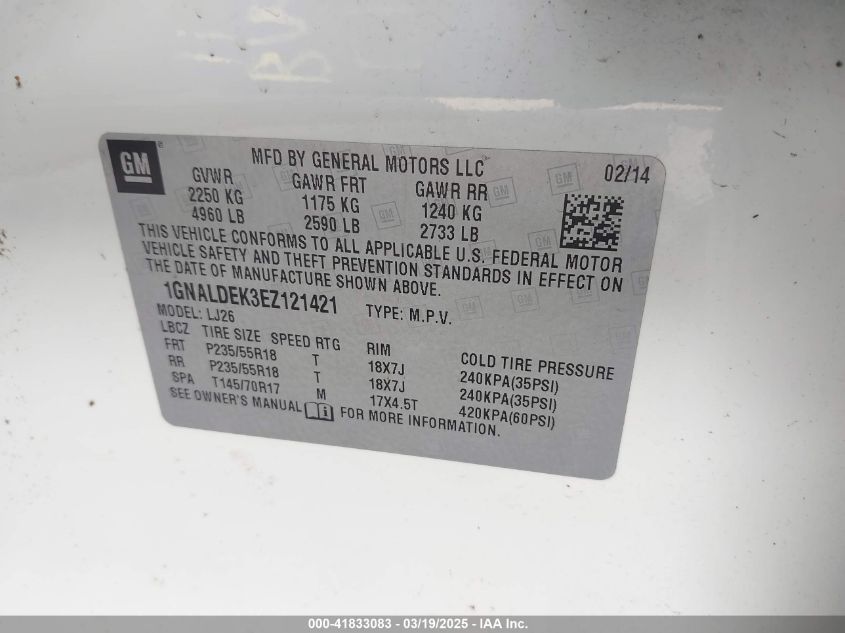 GM
MFD BY GENERAL MOTORS LLC
02/14
GVWR GAWR FRT GAWR RR
2250 KG 1175 KG 1240 KG
4960 LB 2590 LB 2733 LB
THIS VEHICLE CONFORMS TO ALL APPLICABLE U.S. FEDERAL MOTOR
VEHICLE SAFETY AND THEFT PREVENTION STANDARDS IN EFFECT ON
THE DATE OF MANUFACTURE SHOWN ABOVE.
1GNALDEK3EZ121421 TYPE: M.P.V.
MODEL: LJ26
LBCZ TIRE SIZE SPEED RTG RIM COLD TIRE PRESSURE
FRT P235/55R18 T 18X7J 240KPA(35PSI)
RR P235/55R18 T 18X7J 240KPA(35PSI)
SPA T145/70R17 M 17X4.5T 420KPA(60PSI)
SEE OWNER'S MANUAL FOR MORE INFORMATION.
000-41833083 - 03/19/2025 - IAA Inc.